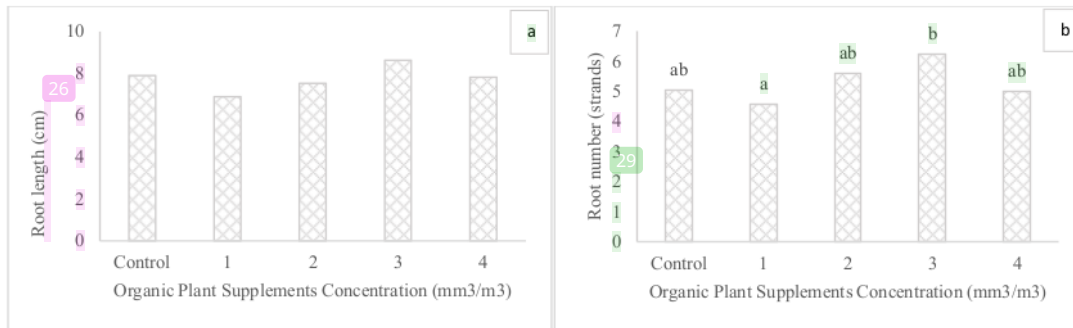 a
10
8
6
4
2
0
26
Root length (cm)
Control 1 2 3 4
Organic Plant Supplements Concentration (mm3/m3)
b
7
6
5
4
3
2
1
0
29
Root number (strands)
ab a ab b ab
Control 1 2 3 4
Organic Plant Supplements Concentration (mm3/m3)